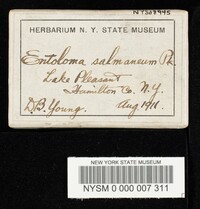 NYSf08945
HERBARIUM N. Y. STATE MUSEUM
Entoloma salmoneum Pk.
Lake Pleasant
Hamilton Co. N.Y.
D.B. Young. Aug 1911.
NEW YORK STATE MUSEUM
NYSM 0 000 007 311